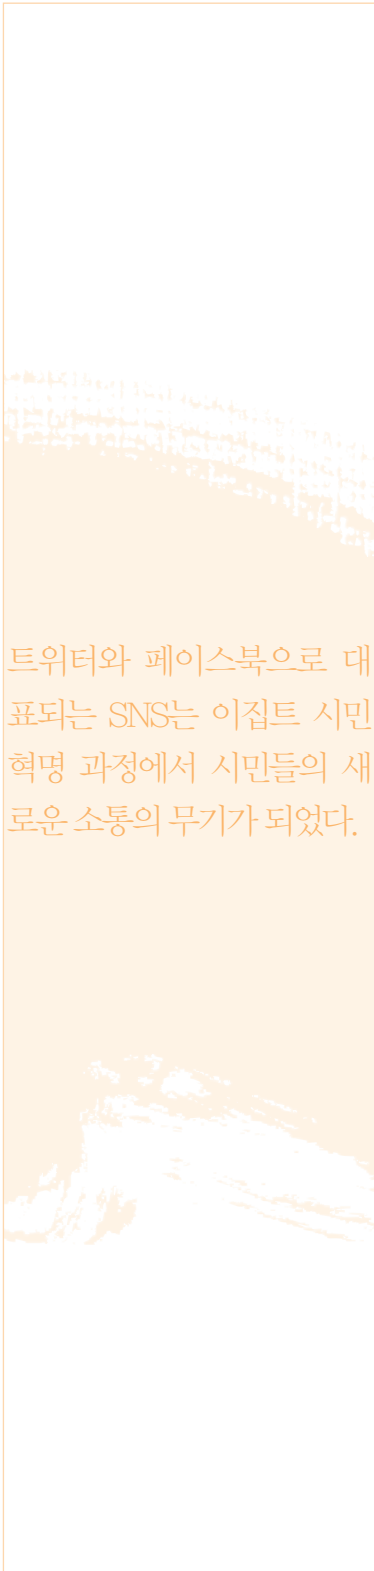 트위터와 페이스북으로 대
표되는 SNS는 이집트 시민
혁명 과정에서 시민들의 새
로운 소통의 무기가 되었다.